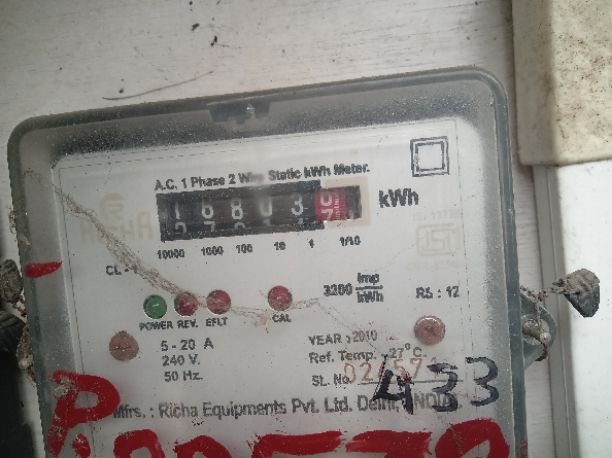 A.C. 1 Phase 2 Wire Static kWh Meter.
1 6 8 0 3 kWh
10000 1000 100 10 1 1/10
CL.
3200 Imp/kWh
RS : 12
POWER REV. EFLT CAL
5 - 20 A
240 V.
50 Hz.
YEAR : 2010
Ref. Temp. : 27°C
SL. No.
433
Mfrs. : Richa Equipments Pvt. Ltd. Delhi, INDIA